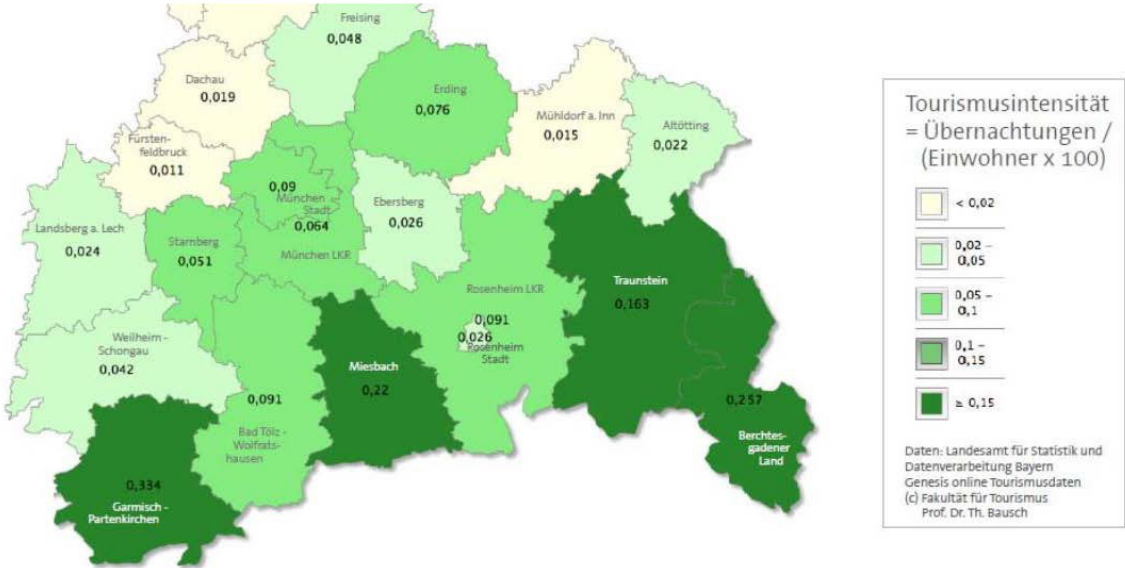 Freising
0,048
Dachau
0,019
Erding
0,076
Mühldorf a. Inn
0,015
Altötting
0,022
Fürsten-
feldbruck
0,011
0,09
München
Stadt
0,064
München LKR
Ebersberg
0,026
Landsberg a. Lech
0,024
Starnberg
0,051
Rosenheim LKR
0,091
0,026
Rosenheim
Stadt
Traunstein
0,163
Weilheim -
Schongau
0,042
Miesbach
0,22
0,091
Bad Tölz -
Wolfrats-
hausen
0,257
Berchtes-
gadener
Land
0,334
Garmisch -
Partenkirchen
Tourismusintensität
= Übernachtungen /
(Einwohner x 100)
< 0,02
0,02 –
0,05
0,05 –
0,1
0,1 –
0,15
≥ 0,15
Daten: Landesamt für Statistik und
Datenverarbeitung Bayern
Genesis online Tourismusdaten
(c) Fakultät für Tourismus
Prof. Dr. Th. Bausch